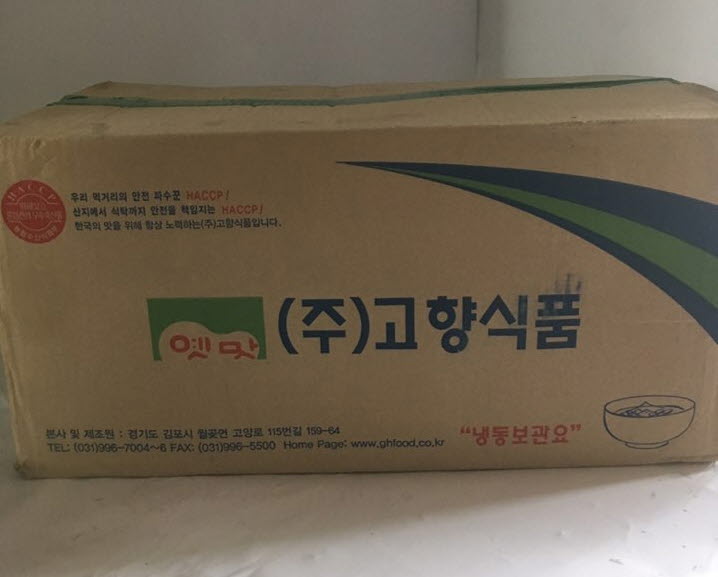 HACCP
우리 먹거리의 안전 파수꾼 HACCP!
산지에서 식탁까지 안전을 책임지는 HACCP!
한국의 맛을 위해 항상 노력하는(주)고향식품입니다.
옛맛 (주)고향식품
본사 및 제조원 : 경기도 김포시 월곶면 고양로 115번길 159-64
TEL: (031)996-7004~6 FAX: (031)996-5500 Home Page: www.ghfood.co.kr
“냉동보관요”